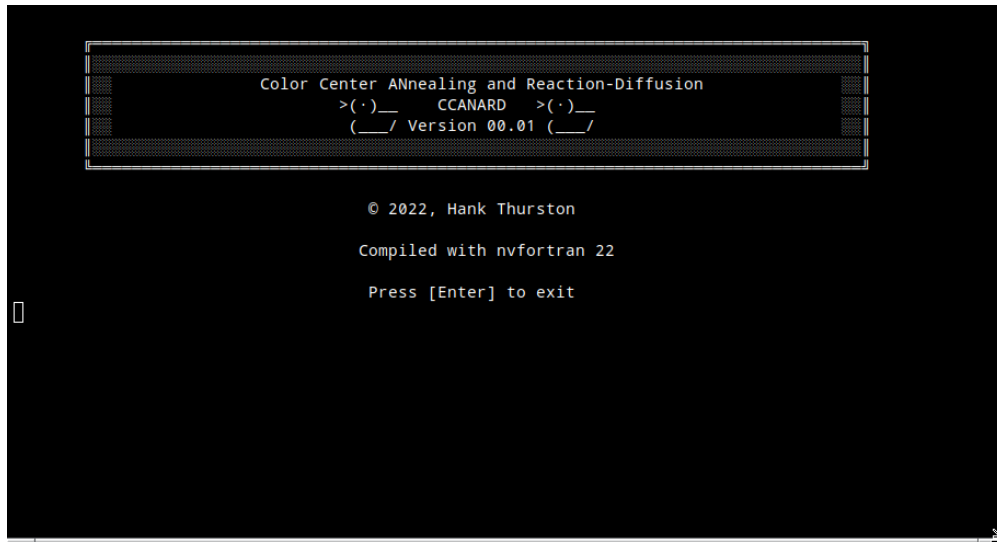 Color Center ANnealing and Reaction-Diffusion
>(·)__    CCANARD   >(·)__
(___/ Version 00.01 (___/
© 2022, Hank Thurston
Compiled with nvfortran 22
Press [Enter] to exit